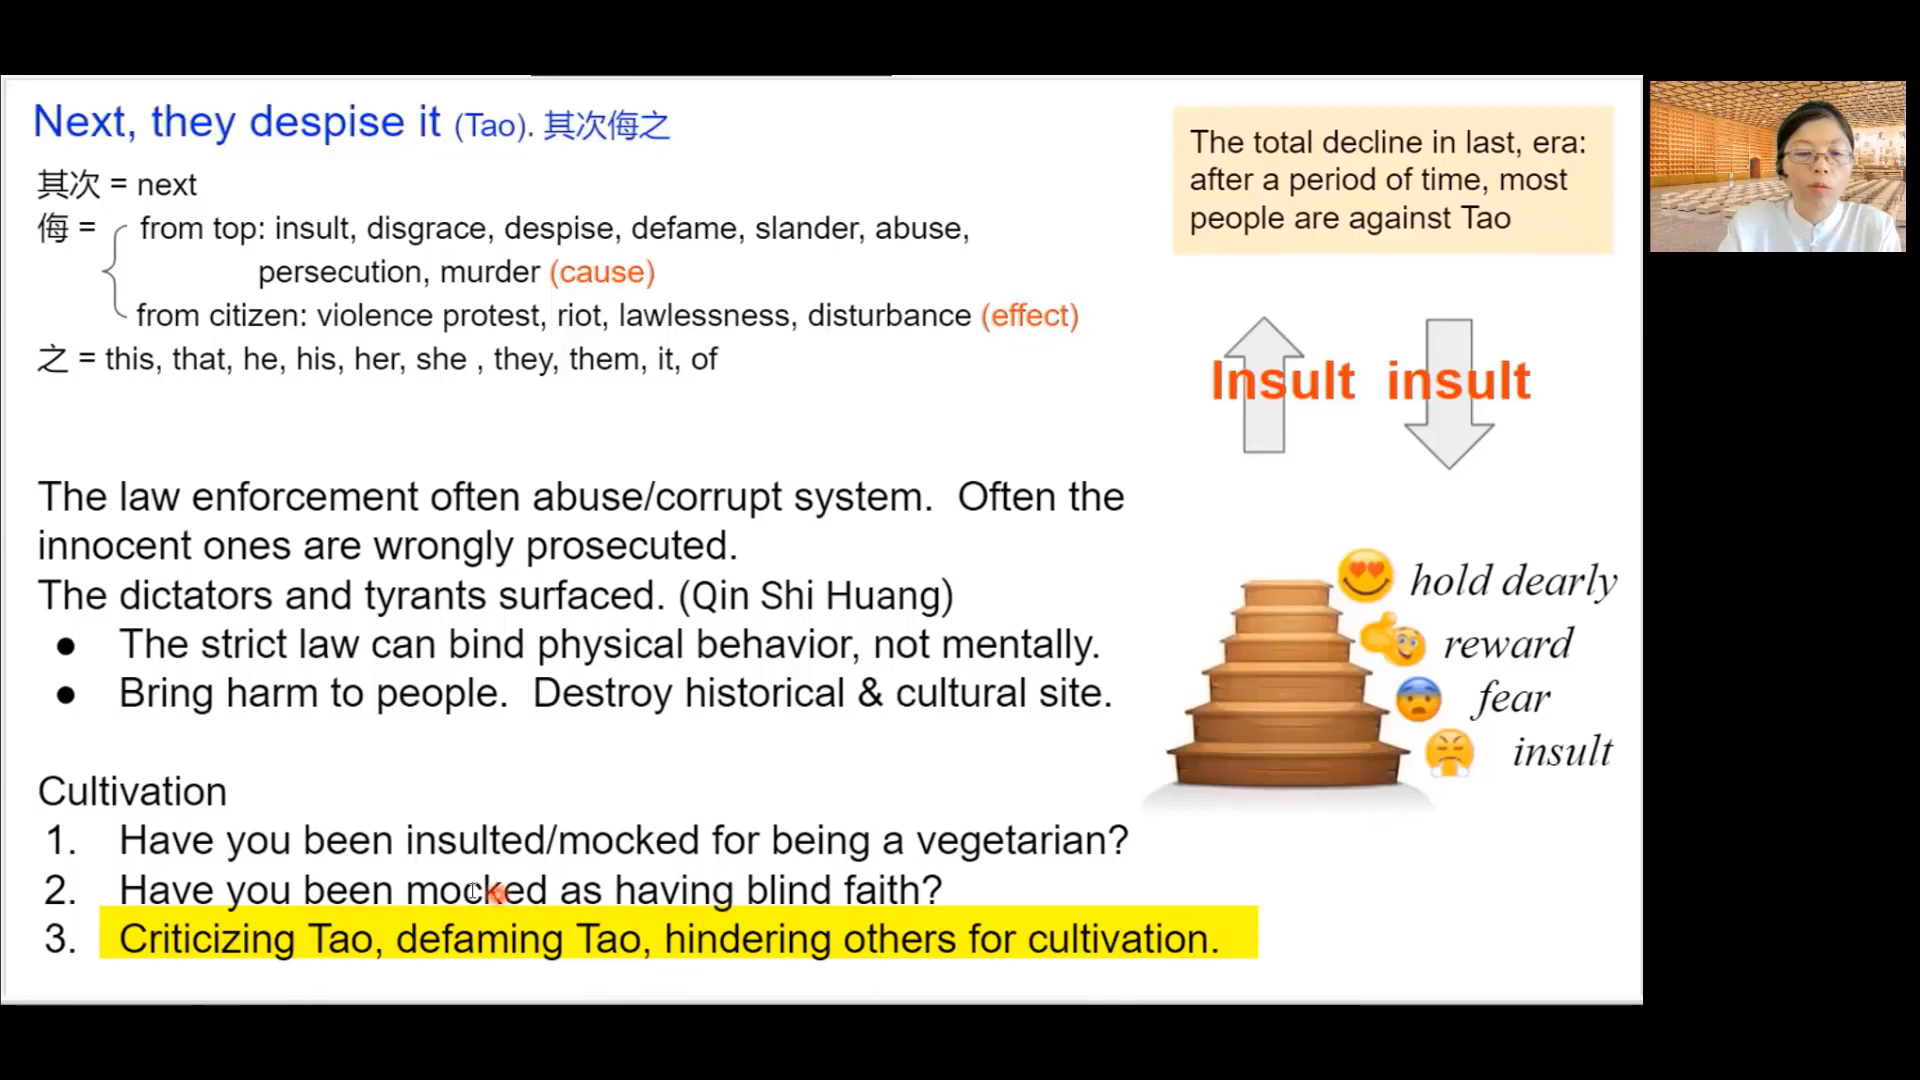 Next, they despise it (Tao). 其次侮之
其次 = next
侮 = from top: insult, disgrace, despise, defame, slander, abuse,
persecution, murder (cause)
from citizen: violence protest, riot, lawlessness, disturbance (effect)
之 = this, that, he, his, her, she , they, them, it, of
The law enforcement often abuse/corrupt system. Often the
innocent ones are wrongly prosecuted.
The dictators and tyrants surfaced. (Qin Shi Huang)
● The strict law can bind physical behavior, not mentally.
● Bring harm to people. Destroy historical & cultural site.
Cultivation
1. Have you been insulted/mocked for being a vegetarian?
2. Have you been mocked as having blind faith?
3. Criticizing Tao, defaming Tao, hindering others for cultivation.
The total decline in last, era:
after a period of time, most
people are against Tao
Insult insult
hold dearly
reward
fear
insult